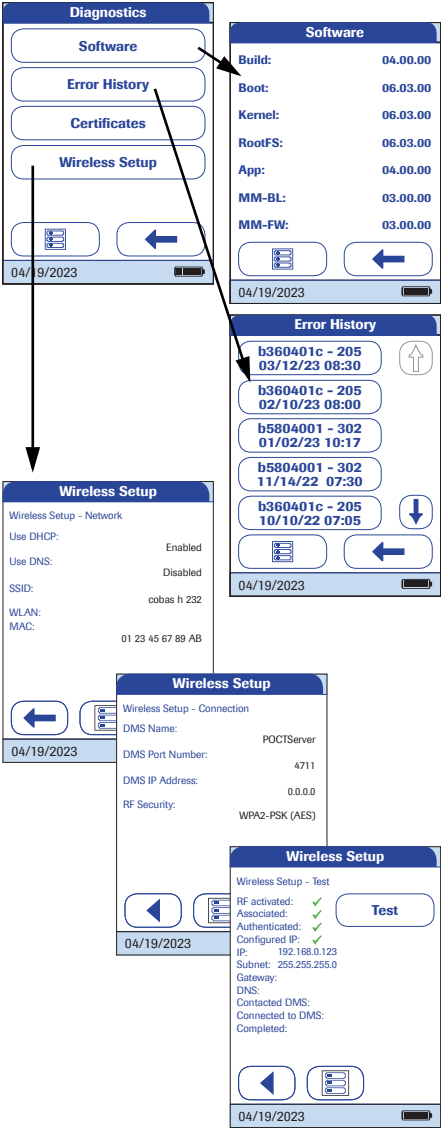 Diagnostics
Software
Error History
Certificates
Wireless Setup
04/19/2023
Software
Build: 04.00.00
Boot: 06.03.00
Kernel: 06.03.00
RootFS: 06.03.00
App: 04.00.00
MM-BL: 03.00.00
MM-FW: 03.00.00
04/19/2023
Error History
b360401c - 205
03/12/23 08:30
b360401c - 205
02/10/23 08:00
b5804001 - 302
01/02/23 10:17
b5804001 - 302
11/14/22 07:30
b360401c - 205
10/10/22 07:05
04/19/2023
Wireless Setup
Wireless Setup - Network
Use DHCP:
Enabled
Use DNS:
Disabled
SSID:
cobas h 232
WLAN:
MAC:
01 23 45 67 89 AB
04/19/2023
Wireless Setup
Wireless Setup - Connection
DMS Name:
POCTServer
DMS Port Number:
4711
DMS IP Address:
0.0.0.0
RF Security:
WPA2-PSK (AES)
04/19/2023
Wireless Setup
Wireless Setup - Test
RF activated: ✓
Associated: ✓
Authenticated: ✓
Configured IP: ✓
Test
IP: 192.168.0.123
Subnet: 255.255.255.0
Gateway:
DNS:
Contacted DMS:
Connected to DMS:
Completed:
04/19/2023